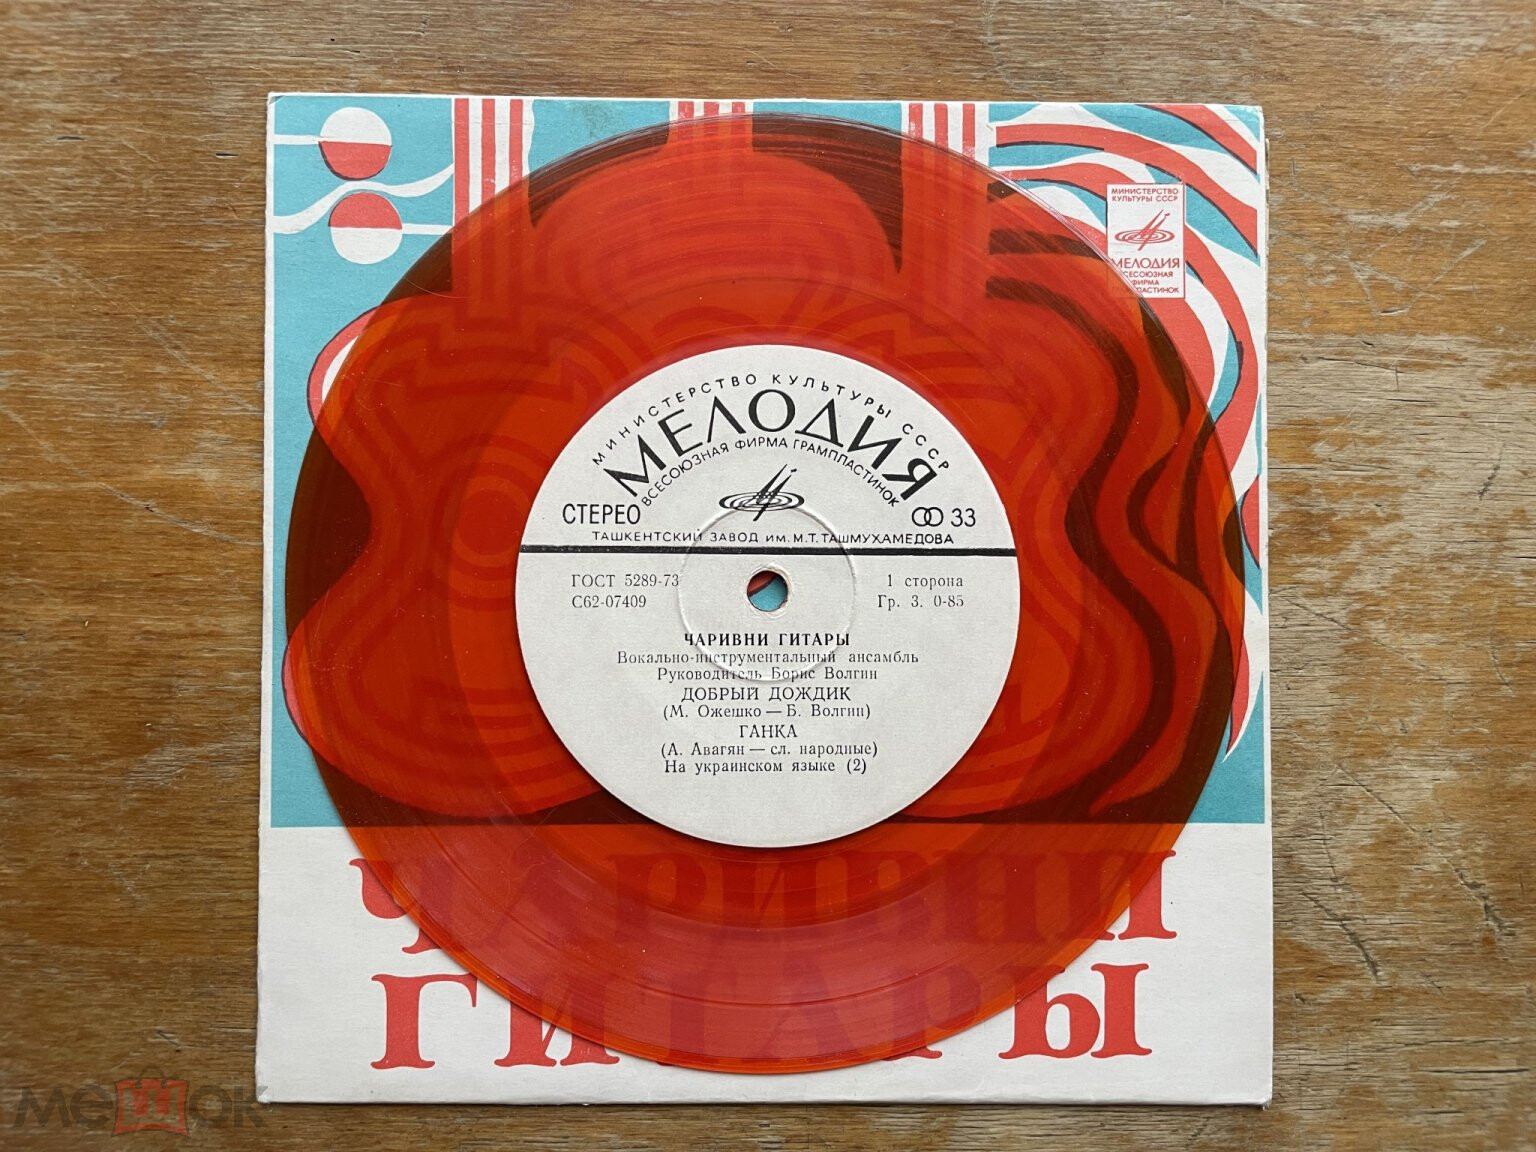 МИНИСТЕРСТВО
КУЛЬТУРЫ СССР
МЕЛОДИЯ
ВСЕСОЮЗНАЯ
ФИРМА
МИНИСТЕРСТВО КУЛЬТУРЫ СССР
МЕЛОДИЯ
ВСЕСОЮЗНАЯ ФИРМА ГРАМПЛАСТИНОК
СТЕРЕО
33
ТАШКЕНТСКИЙ ЗАВОД ИМ. М.Т. ТАШМУХАМЕДОВА
ГОСТ 5289-73
1 сторона
С62-07409
Гр. 3. 0-85
ЧАРИВНИ ГИТАРЫ
Вокально-инструментальный ансамбль
Руководитель Борис Волгин
ДОБРЫЙ ДОЖДИК
(М. Ожешко — Б. Волгин)
ГАНКА
(А. Авагян — сл. народные)
На украинском языке (2)
ЧАРИВНИ
ГИТАРЫ
мешок